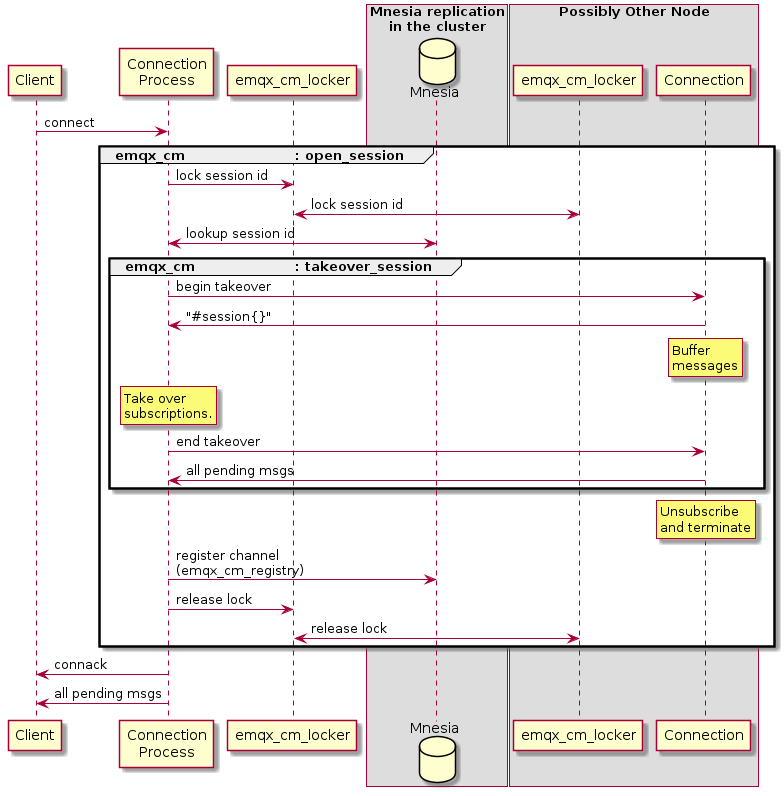 Mnesia replication
in the cluster
Possibly Other Node
Client
Connection
Process
emqx_cm_locker
Mnesia
emqx_cm_locker
Connection
connect
emqx_cm : open_session
lock session id
lock session id
lookup session id
emqx_cm : takeover_session
begin takeover
"#session{}"
Buffer
messages
Take over
subscriptions.
end takeover
all pending msgs
Unsubscribe
and terminate
register channel
(emqx_cm_registry)
release lock
release lock
connack
all pending msgs
Client
Connection
Process
emqx_cm_locker
Mnesia
emqx_cm_locker
Connection